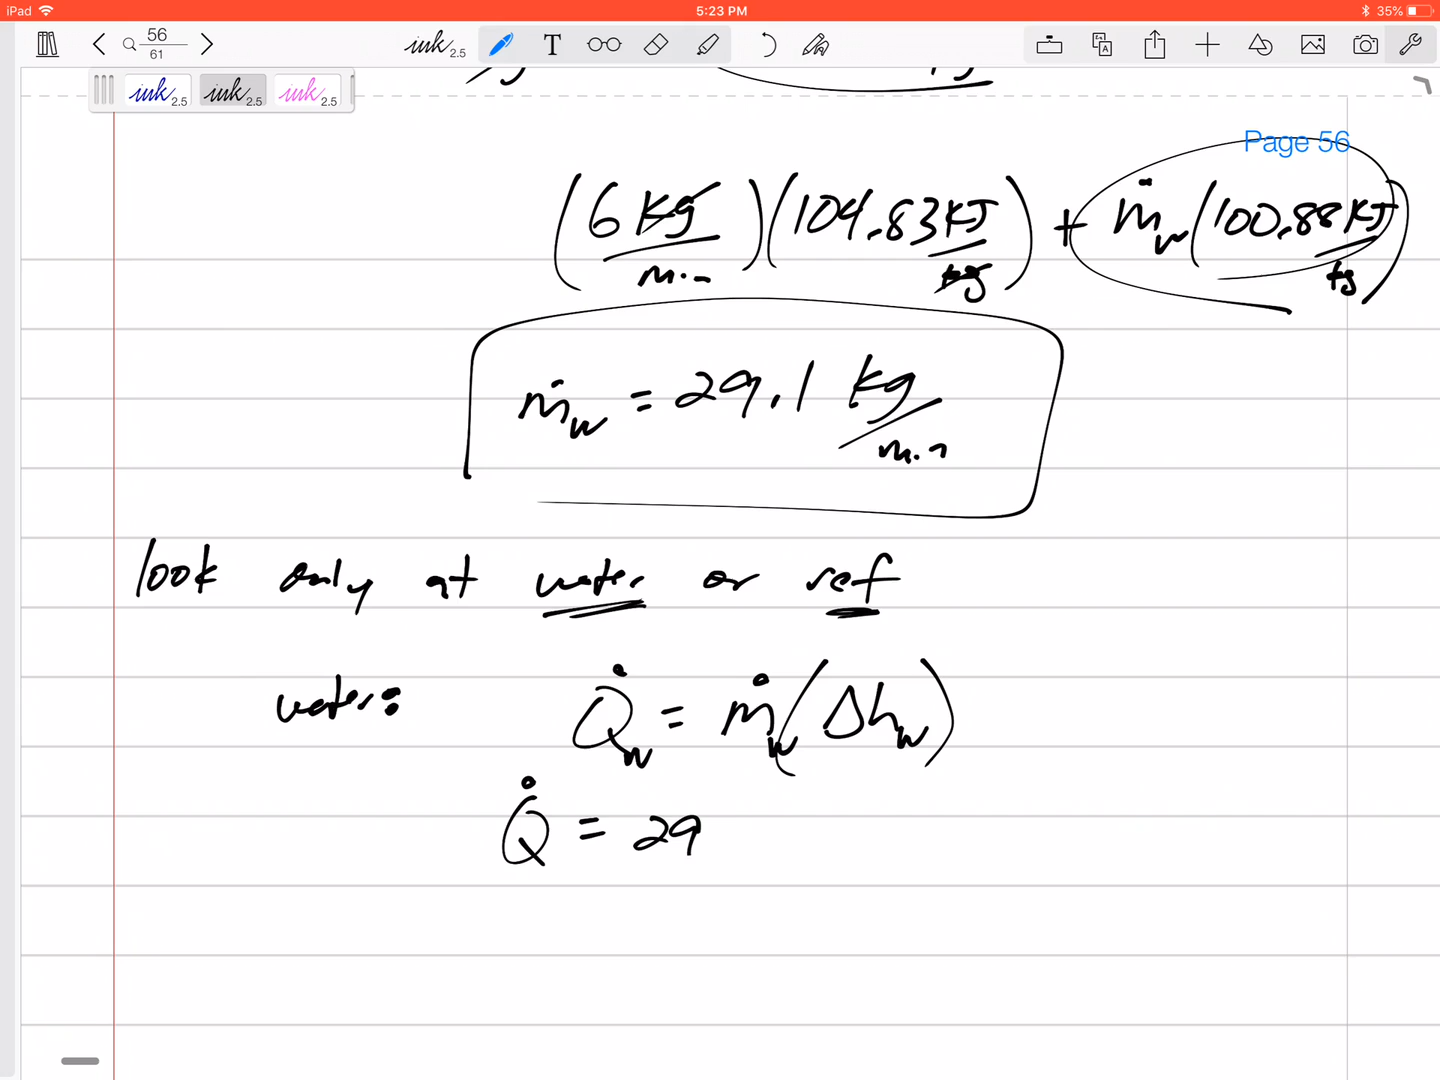 iPad 5:23 PM 35%
56
61
ink 2.5 T
ink 2.5 ink 2.5 ink 2.5
Page 56
(6 kg/min)(104.83 kJ/kg) + ṁw(100.88 kJ/kg)
ṁw = 29.1 kg/min
look only at water or ref
water: Q̇w = ṁw(Δhw)
Q̇ = 29